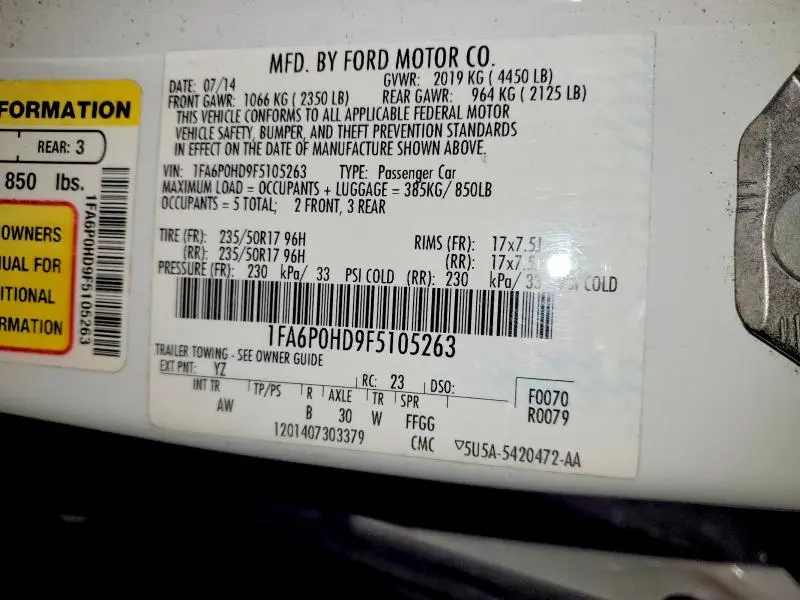 FORMATION
REAR: 3
850 lbs.
OWNERS
UAL FOR
ITIONAL
RMATION
1FA6P0HD9F5105263
MFD. BY FORD MOTOR CO.
DATE: 07/14 GVWR: 2019 KG ( 4450 LB)
FRONT GAWR: 1066 KG ( 2350 LB) REAR GAWR: 964 KG ( 2125 LB)
THIS VEHICLE CONFORMS TO ALL APPLICABLE FEDERAL MOTOR
VEHICLE SAFETY, BUMPER, AND THEFT PREVENTION STANDARDS
IN EFFECT ON THE DATE OF MANUFACTURE SHOWN ABOVE.
VIN: 1FA6P0HD9F5105263 TYPE: Passenger Car
MAXIMUM LOAD = OCCUPANTS + LUGGAGE = 385KG/ 850LB
OCCUPANTS = 5 TOTAL; 2 FRONT, 3 REAR
TIRE (FR): 235/50R17 96H RIMS (FR): 17x7.5J
(RR): 235/50R17 96H (RR): 17x7.5J
PRESSURE (FR): 230 kPa/ 33 PSI COLD (RR): 230 kPa/ 33 PSI COLD
1FA6P0HD9F5105263
TRAILER TOWING - SEE OWNER GUIDE
EXT PNT: YZ RC: 23 DSO: F0070
INT TR TP/PS R AXLE TR SPR R0079
AW B 30 W FFGG
1201407303379 CMC ▽5U5A-5420472-AA